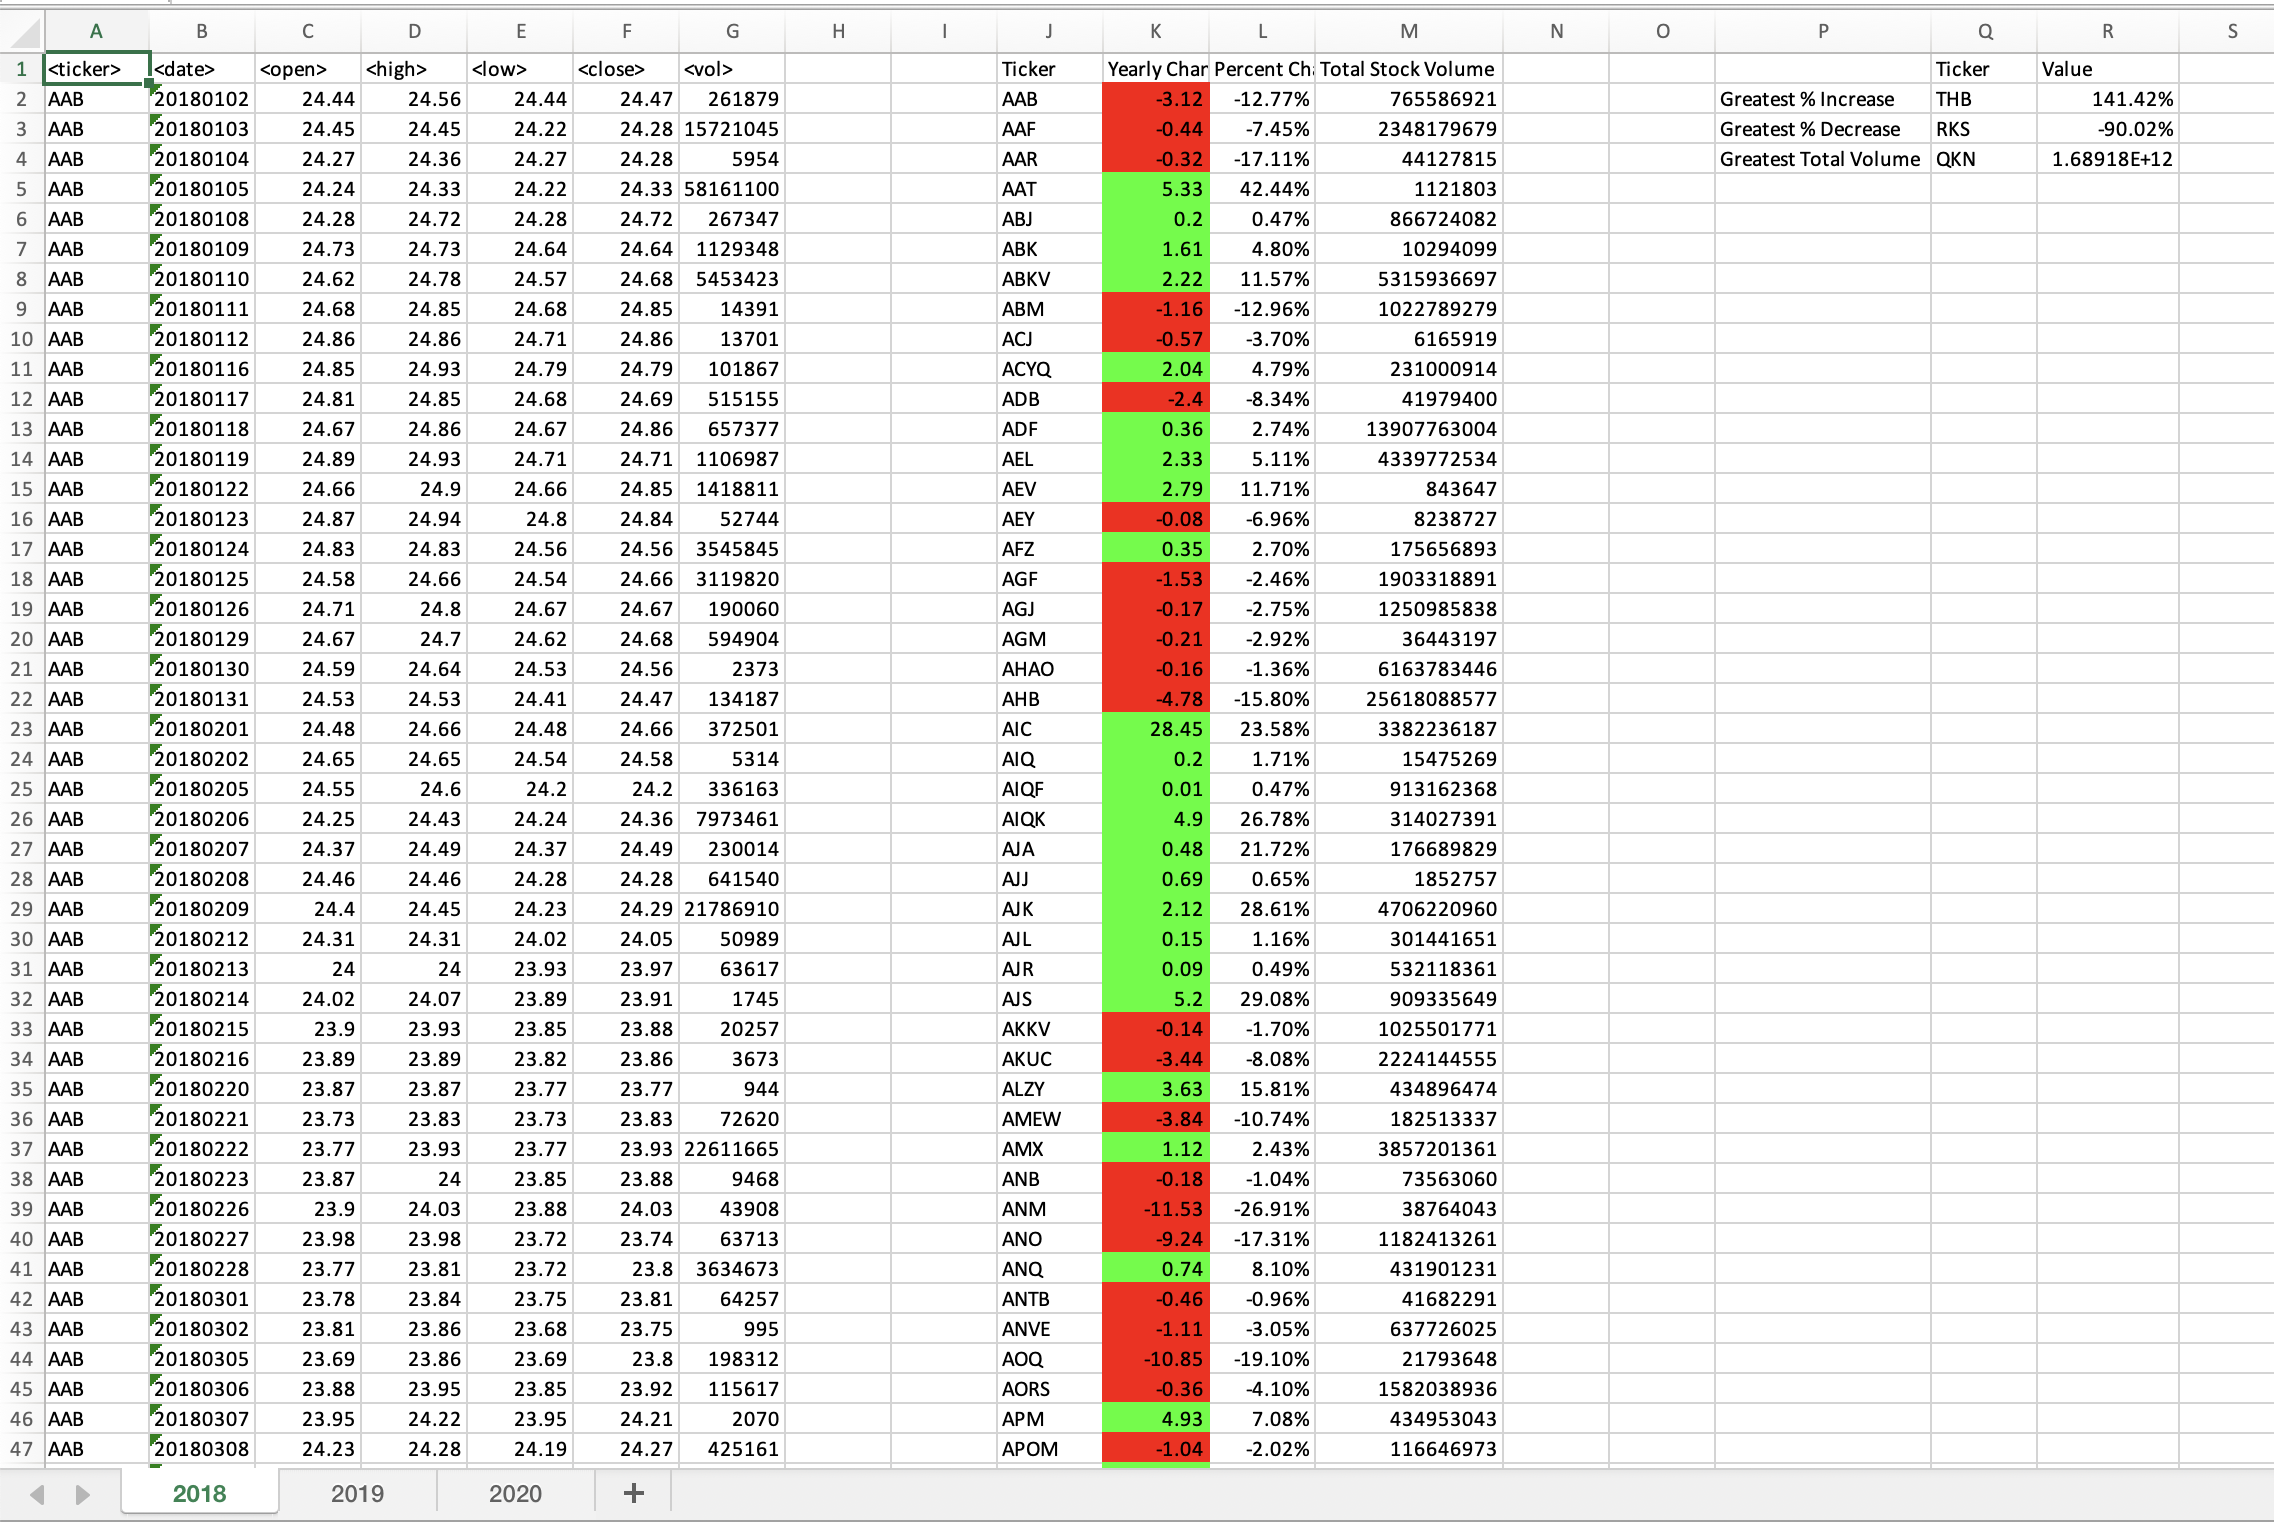 A B C D E F G H I J K L M N O P Q R S
1 <ticker> <date> <open> <high> <low> <close> <vol> Ticker Yearly Char Percent Ch Total Stock Volume Ticker Value
2 AAB 20180102 24.44 24.56 24.44 24.47 261879 AAB -3.12 -12.77% 765586921 Greatest % Increase THB 141.42%
3 AAB 20180103 24.45 24.45 24.22 24.28 15721045 AAF -0.44 -7.45% 2348179679 Greatest % Decrease RKS -90.02%
4 AAB 20180104 24.27 24.36 24.27 24.28 5954 AAR -0.32 -17.11% 44127815 Greatest Total Volume QKN 1.68918E+12
5 AAB 20180105 24.24 24.33 24.22 24.33 58161100 AAT 5.33 42.44% 1121803
6 AAB 20180108 24.28 24.72 24.28 24.72 267347 ABJ 0.2 0.47% 866724082
7 AAB 20180109 24.73 24.73 24.64 24.64 1129348 ABK 1.61 4.80% 10294099
8 AAB 20180110 24.62 24.78 24.57 24.68 5453423 ABKV 2.22 11.57% 5315936697
9 AAB 20180111 24.68 24.85 24.68 24.85 14391 ABM -1.16 -12.96% 1022789279
10 AAB 20180112 24.86 24.86 24.71 24.86 13701 ACJ -0.57 -3.70% 6165919
11 AAB 20180116 24.85 24.93 24.79 24.79 101867 ACYQ 2.04 4.79% 231000914
12 AAB 20180117 24.81 24.85 24.68 24.69 515155 ADB -2.4 -8.34% 41979400
13 AAB 20180118 24.67 24.86 24.67 24.86 657377 ADF 0.36 2.74% 13907763004
14 AAB 20180119 24.89 24.93 24.71 24.71 1106987 AEL 2.33 5.11% 4339772534
15 AAB 20180122 24.66 24.9 24.66 24.85 1418811 AEV 2.79 11.71% 843647
16 AAB 20180123 24.87 24.94 24.8 24.84 52744 AEY -0.08 -6.96% 8238727
17 AAB 20180124 24.83 24.83 24.56 24.56 3545845 AFZ 0.35 2.70% 175656893
18 AAB 20180125 24.58 24.66 24.54 24.66 3119820 AGF -1.53 -2.46% 1903318891
19 AAB 20180126 24.71 24.8 24.67 24.67 190060 AGJ -0.17 -2.75% 1250985838
20 AAB 20180129 24.67 24.7 24.62 24.68 594904 AGM -0.21 -2.92% 36443197
21 AAB 20180130 24.59 24.64 24.53 24.56 2373 AHAO -0.16 -1.36% 6163783446
22 AAB 20180131 24.53 24.53 24.41 24.47 134187 AHB -4.78 -15.80% 25618088577
23 AAB 20180201 24.48 24.66 24.48 24.66 372501 AIC 28.45 23.58% 3382236187
24 AAB 20180202 24.65 24.65 24.54 24.58 5314 AIQ 0.2 1.71% 15475269
25 AAB 20180205 24.55 24.6 24.2 24.2 336163 AIQF 0.01 0.47% 913162368
26 AAB 20180206 24.25 24.43 24.24 24.36 7973461 AIQK 4.9 26.78% 314027391
27 AAB 20180207 24.37 24.49 24.37 24.49 230014 AJA 0.48 21.72% 176689829
28 AAB 20180208 24.46 24.46 24.28 24.28 641540 AJJ 0.69 0.65% 1852757
29 AAB 20180209 24.4 24.45 24.23 24.29 21786910 AJK 2.12 28.61% 4706220960
30 AAB 20180212 24.31 24.31 24.02 24.05 50989 AJL 0.15 1.16% 301441651
31 AAB 20180213 24 24 23.93 23.97 63617 AJR 0.09 0.49% 532118361
32 AAB 20180214 24.02 24.07 23.89 23.91 1745 AJS 5.2 29.08% 909335649
33 AAB 20180215 23.9 23.93 23.85 23.88 20257 AKKV -0.14 -1.70% 1025501771
34 AAB 20180216 23.89 23.89 23.82 23.86 3673 AKUC -3.44 -8.08% 2224144555
35 AAB 20180220 23.87 23.87 23.77 23.77 944 ALZY 3.63 15.81% 434896474
36 AAB 20180221 23.73 23.83 23.73 23.83 72620 AMEW -3.84 -10.74% 182513337
37 AAB 20180222 23.77 23.93 23.77 23.93 22611665 AMX 1.12 2.43% 3857201361
38 AAB 20180223 23.87 24 23.85 23.88 9468 ANB -0.18 -1.04% 73563060
39 AAB 20180226 23.9 24.03 23.88 24.03 43908 ANM -11.53 -26.91% 38764043
40 AAB 20180227 23.98 23.98 23.72 23.74 63713 ANO -9.24 -17.31% 1182413261
41 AAB 20180228 23.77 23.81 23.72 23.8 3634673 ANQ 0.74 8.10% 431901231
42 AAB 20180301 23.78 23.84 23.75 23.81 64257 ANTB -0.46 -0.96% 41682291
43 AAB 20180302 23.81 23.86 23.68 23.75 995 ANVE -1.11 -3.05% 637726025
44 AAB 20180305 23.69 23.86 23.69 23.8 198312 AOQ -10.85 -19.10% 21793648
45 AAB 20180306 23.88 23.95 23.85 23.92 115617 AORS -0.36 -4.10% 1582038936
46 AAB 20180307 23.95 24.22 23.95 24.21 2070 APM 4.93 7.08% 434953043
47 AAB 20180308 24.23 24.28 24.19 24.27 425161 APOM -1.04 -2.02% 116646973
2018 2019 2020 +